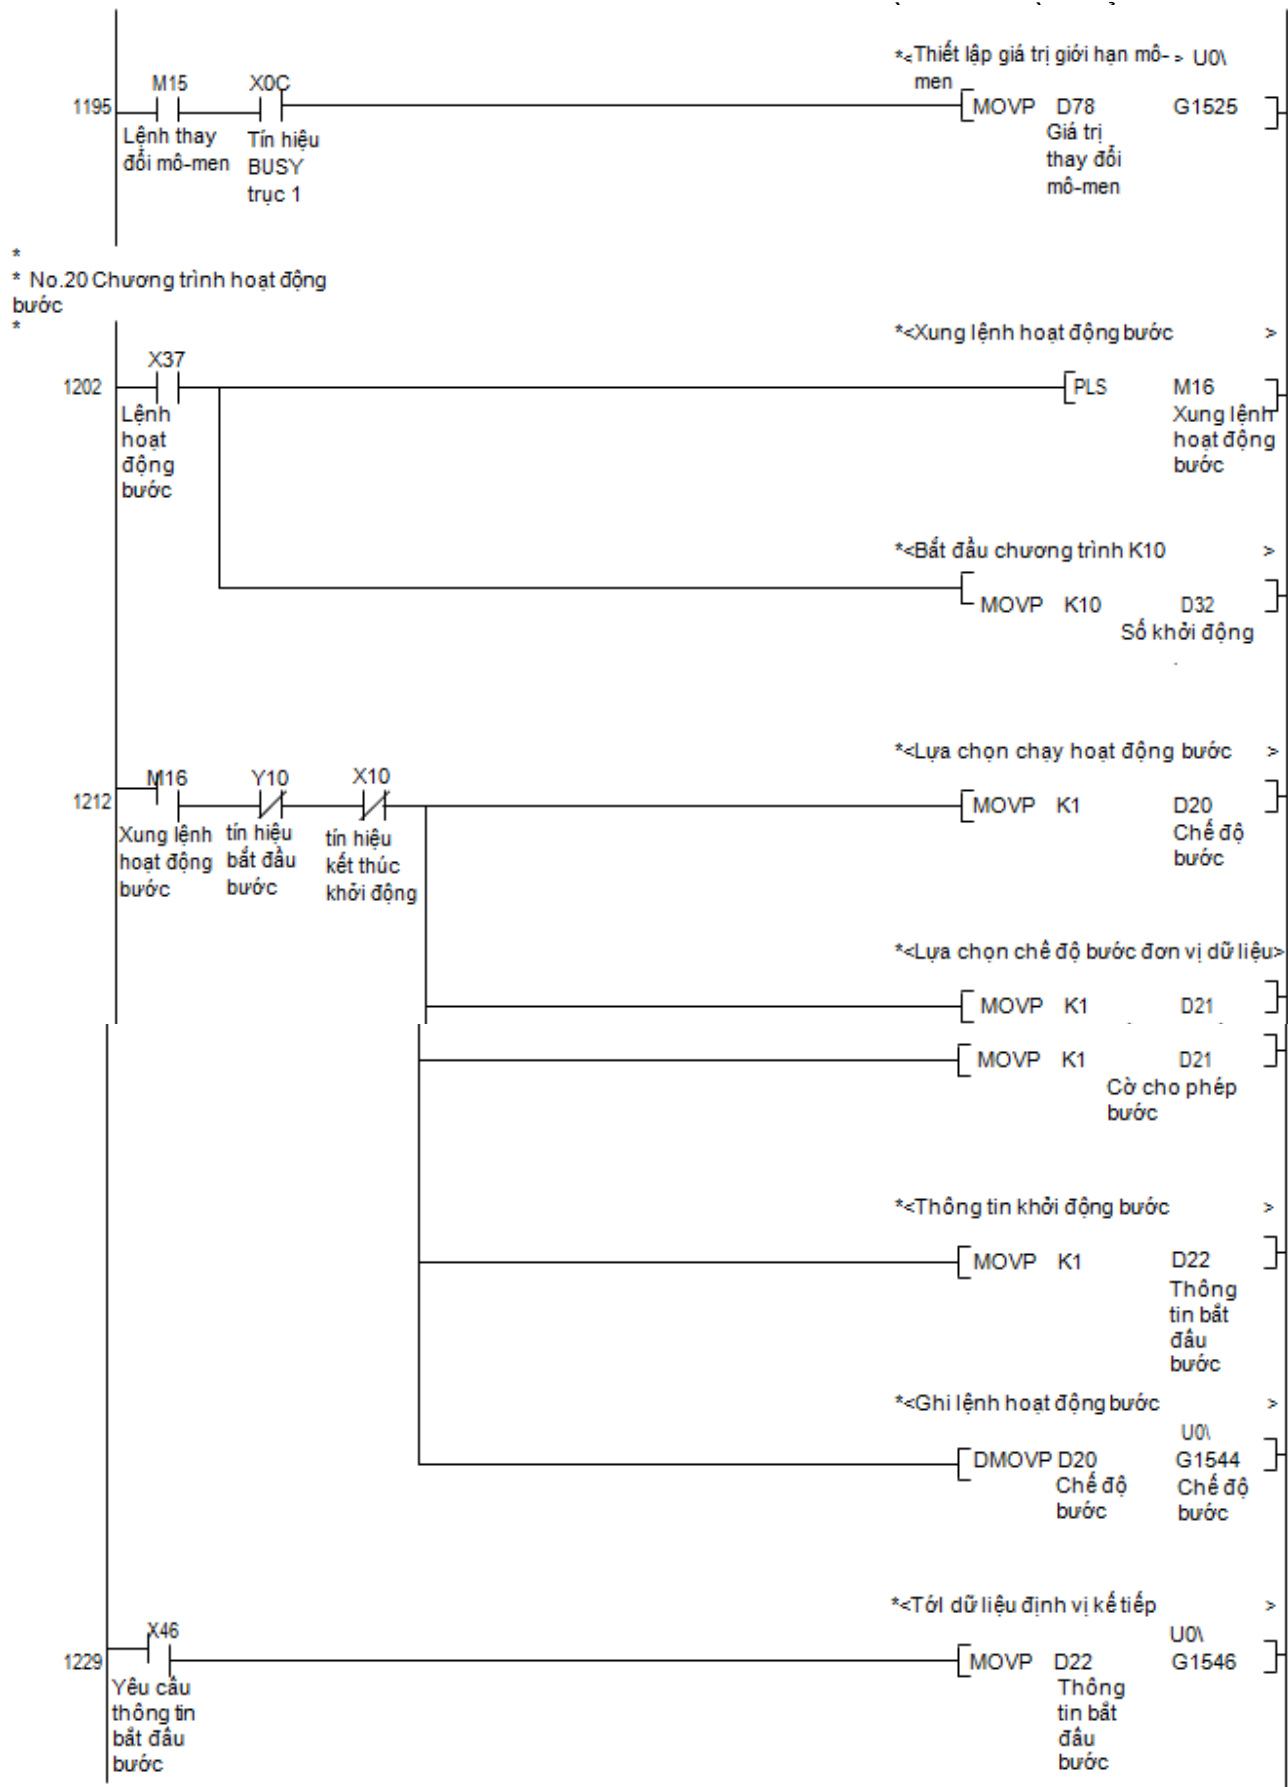 *<Thiết lập giá trị giới hạn mô- > U0\
men
M15 X0C
1195 MOVP D78 G1525
Lệnh thay
đổi mô-men
Tín hiệu
BUSY
trục 1
Giá trị
thay đổi
mô-men
*
* No.20 Chương trình hoạt động
bước
*
*<Xung lệnh hoạt động bước >
X37
1202 PLS M16
Lệnh
hoạt
động
bước
Xung lệnh
hoạt động
bước
*<Bắt đầu chương trình K10 >
MOVP K10 D32
Số khởi động
*<Lựa chọn chạy hoạt động bước >
M16 Y10 X10
1212 MOVP K1 D20
Xung lệnh
hoạt động
bước
tín hiệu
bắt đầu
bước
tín hiệu
kết thúc
khởi động
Chế độ
bước
*<Lựa chọn chế độ bước đơn vị dữ liệu>
MOVP K1 D21
MOVP K1 D21
Cờ cho phép
bước
*<Thông tin khởi động bước >
MOVP K1 D22
Thông
tin bắt
đầu
bước
*<Ghi lệnh hoạt động bước >
U0\
DMOVP D20 G1544
Chế độ
bước
Chế độ
bước
*<TớI dữ liệu định vị kế tiếp >
X46 U0\
1229 MOVP D22 G1546
Yêu cầu
thông tin
bắt đầu
bước
Thông
tin bắt
đầu
bước